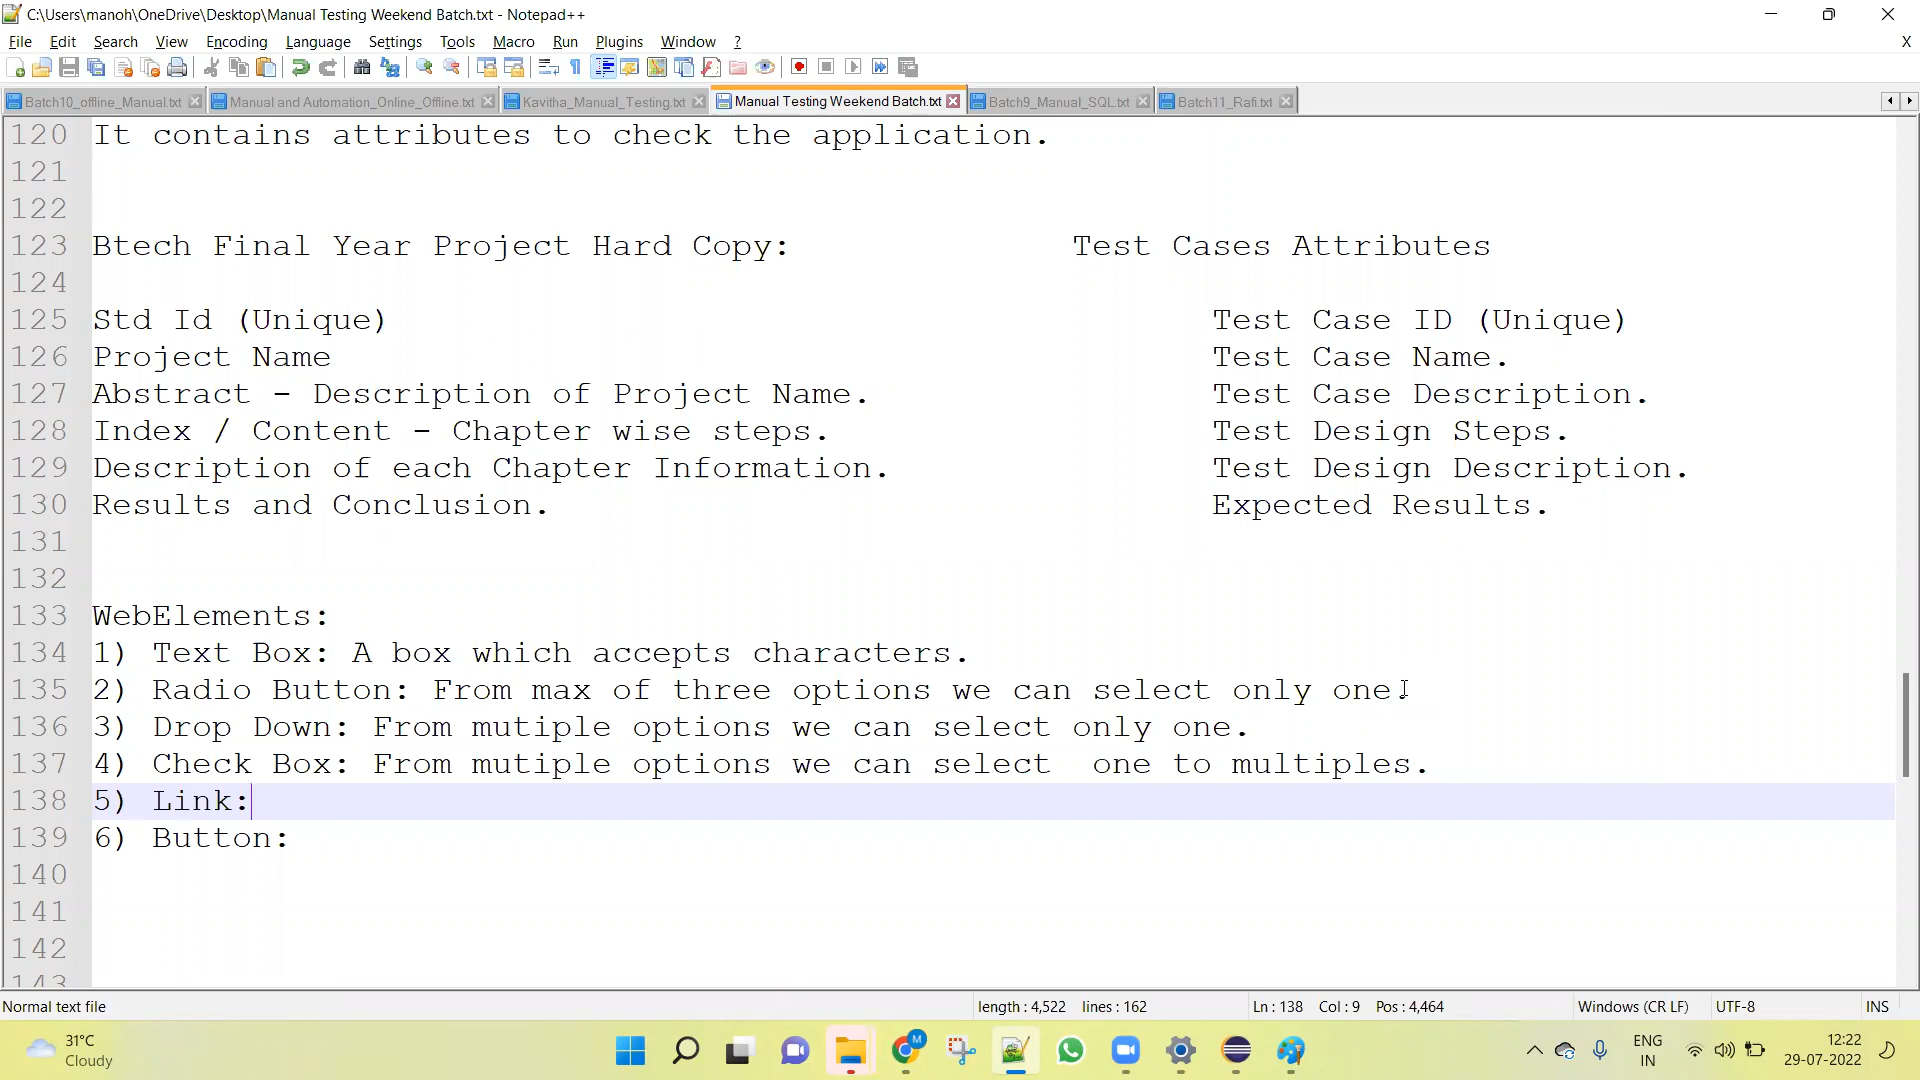 C:\Users\manoh\OneDrive\Desktop\Manual Testing Weekend Batch.txt - Notepad++
File Edit Search View Encoding Language Settings Tools Macro Run Plugins Window ? X
Batch10_offline_Manual.txt Manual and Automation_Online_Offline.txt Kavitha_Manual_Testing.txt Manual Testing Weekend Batch.txt Batch9_Manual_SQL.txt Batch11_Rafi.txt
120 It contains attributes to check the application.
121
122
123 Btech Final Year Project Hard Copy: Test Cases Attributes
124
125 Std Id (Unique) Test Case ID (Unique)
126 Project Name Test Case Name.
127 Abstract - Description of Project Name. Test Case Description.
128 Index / Content - Chapter wise steps. Test Design Steps.
129 Description of each Chapter Information. Test Design Description.
130 Results and Conclusion. Expected Results.
131
132
133 WebElements:
134 1) Text Box: A box which accepts characters.
135 2) Radio Button: From max of three options we can select only one.
136 3) Drop Down: From mutiple options we can select only one.
137 4) Check Box: From mutiple options we can select  one to multiples.
138 5) Link:
139 6) Button:
140
141
142
143
Normal text file length : 4,522 lines : 162 Ln : 138 Col : 9 Pos : 4,464 Windows (CR LF) UTF-8 INS
31°C
Cloudy
ENG
IN
12:22
29-07-2022